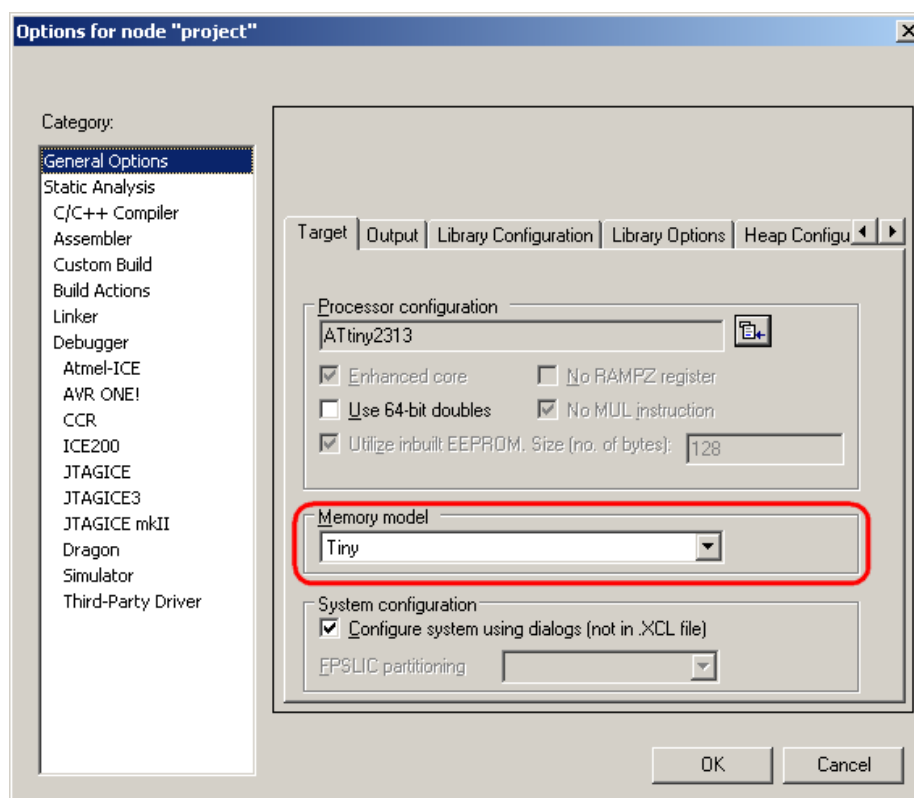 Options for node "project"
Category:
General Options
Static Analysis
C/C++ Compiler
Assembler
Custom Build
Build Actions
Linker
Debugger
Atmel-ICE
AVR ONE!
CCR
ICE200
JTAGICE
JTAGICE3
JTAGICE mkII
Dragon
Simulator
Third-Party Driver
Target Output Library Configuration Library Options Heap Configu
Processor configuration
ATtiny2313
Enhanced core No RAMPZ register
Use 64-bit doubles No MUL instruction
Utilize inbuilt EEPROM. Size (no. of bytes): 128
Memory model
Tiny
System configuration
Configure system using dialogs (not in .XCL file)
FPSLIC partitioning
OK Cancel